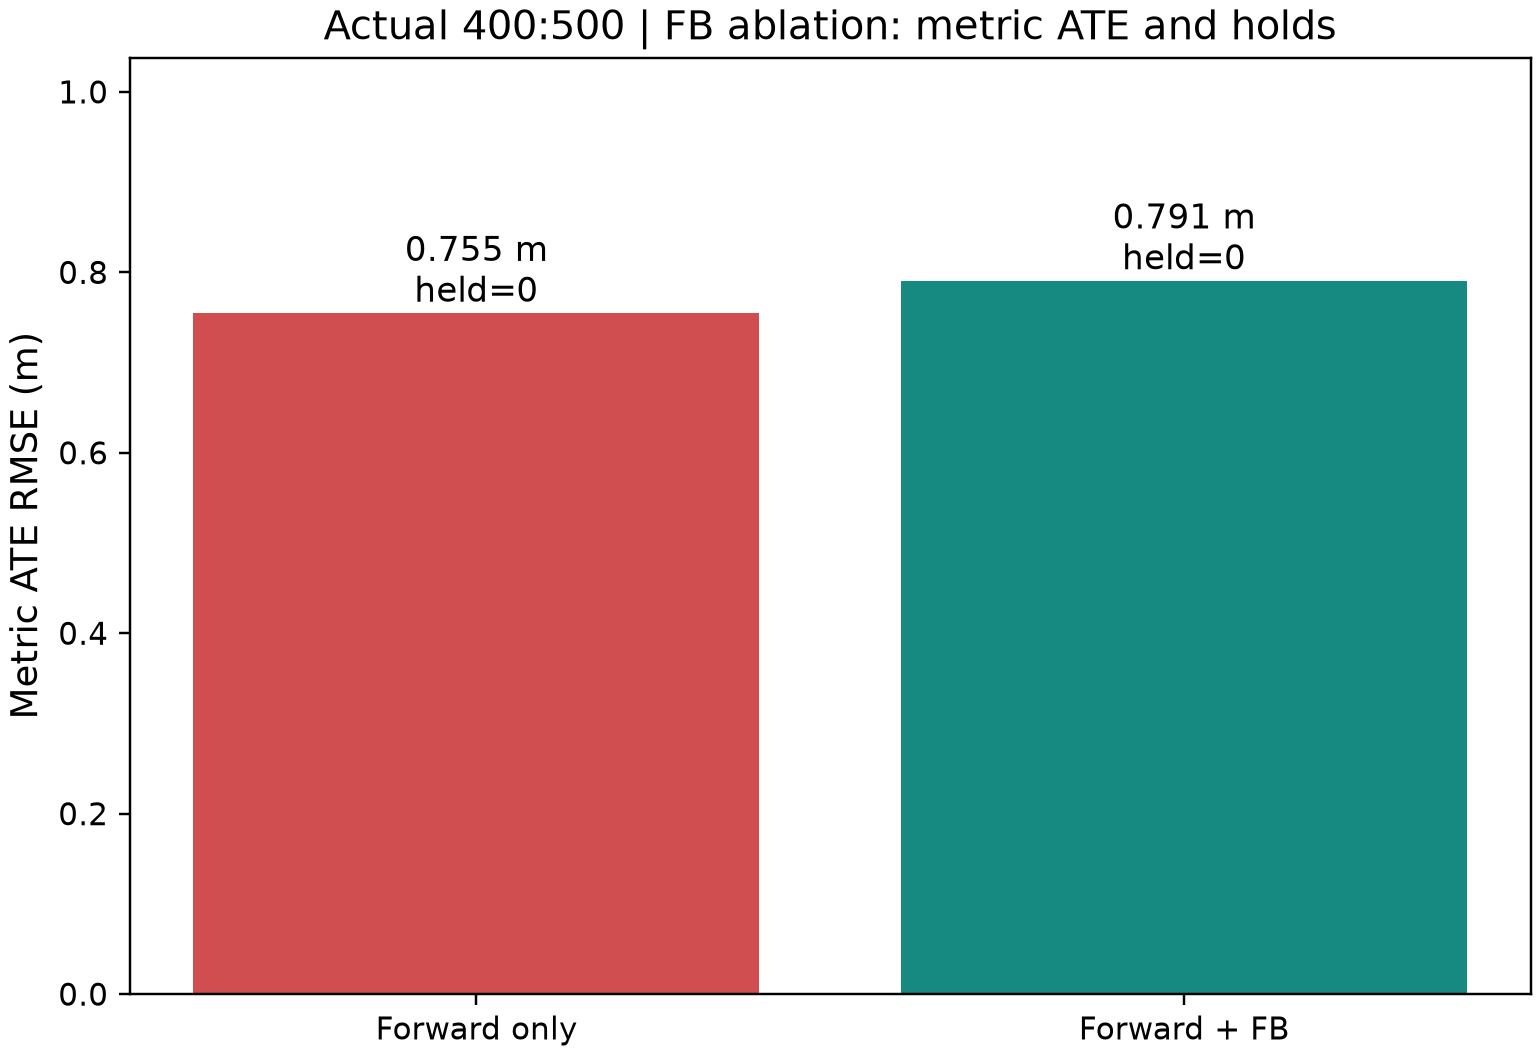 Actual 400:500 | FB ablation: metric ATE and holds
Metric ATE RMSE (m)
1.0
0.8
0.6
0.4
0.2
0.0
0.755 m
held=0
0.791 m
held=0
Forward only
Forward + FB